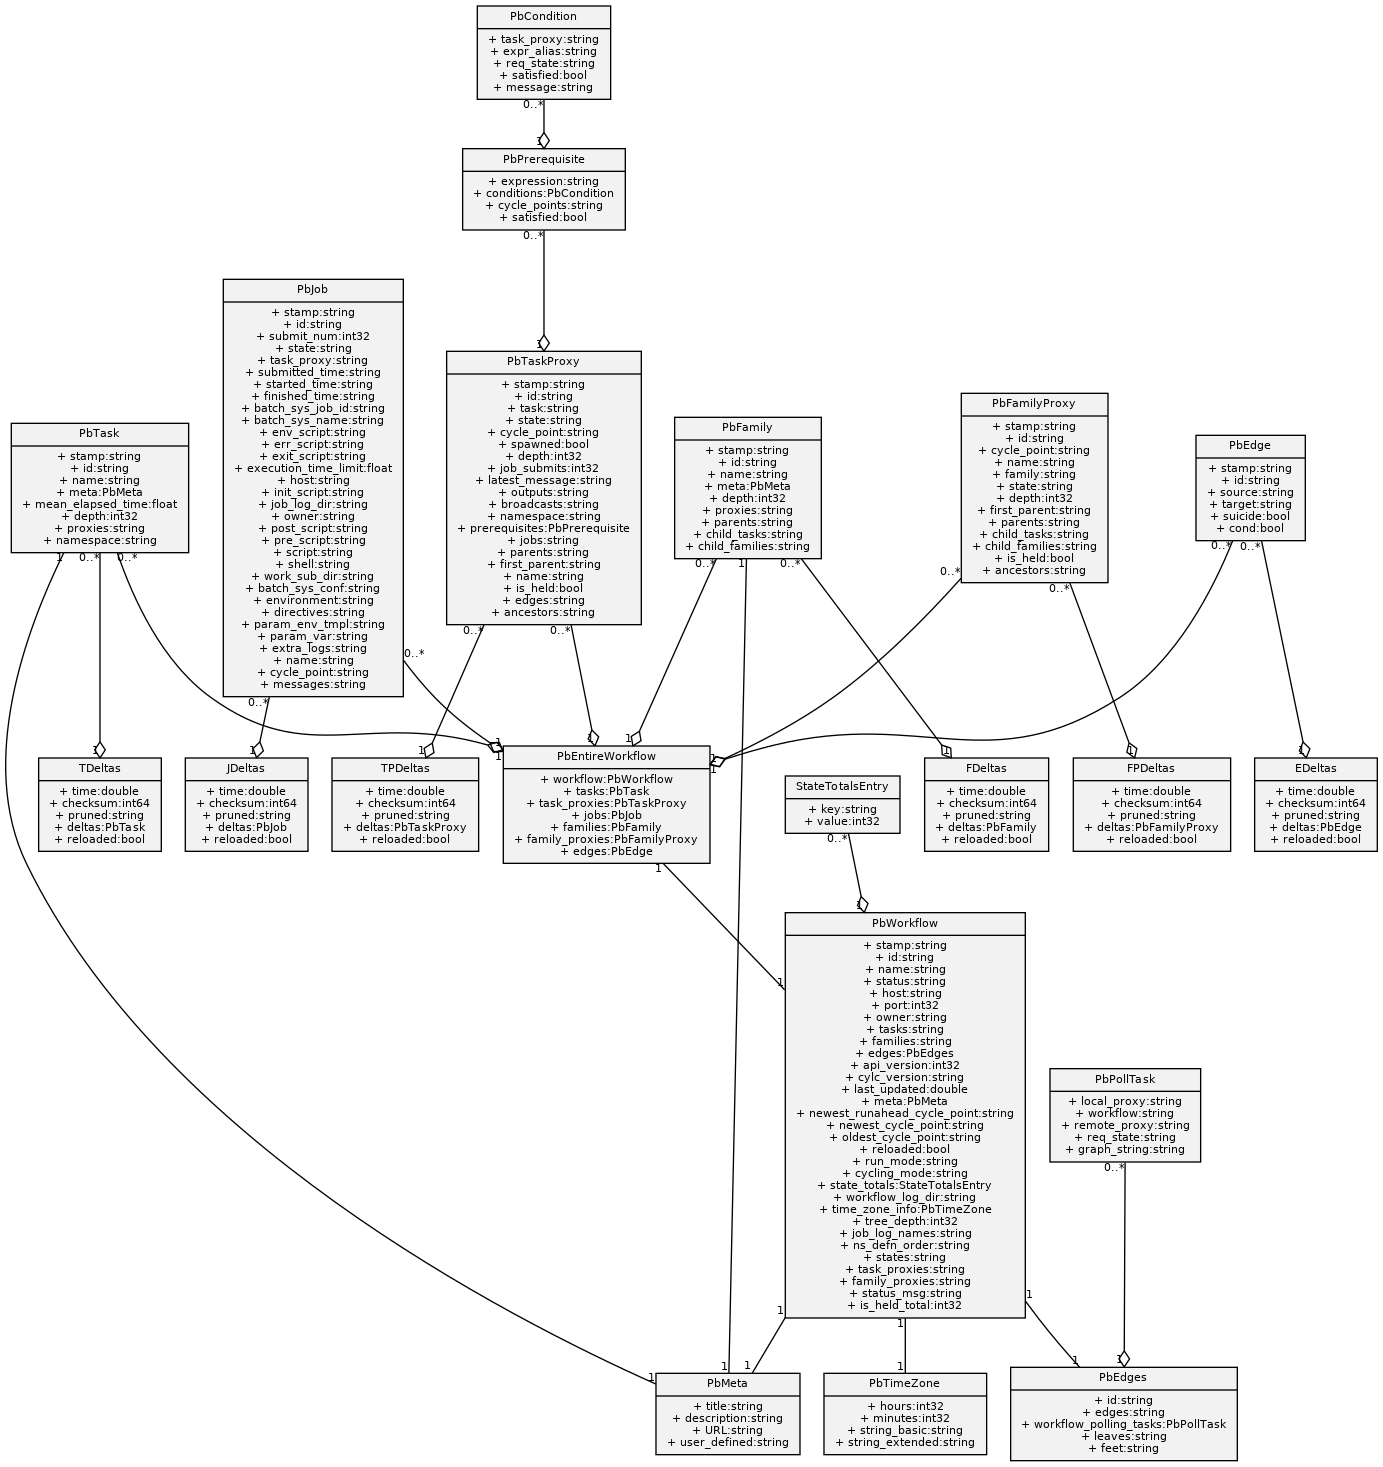 PbCondition
+ task_proxy:string
+ expr_alias:string
+ req_state:string
+ satisfied:bool
+ message:string
0..*
1
PbPrerequisite
+ expression:string
+ conditions:PbCondition
+ cycle_points:string
+ satisfied:bool
0..*
1
PbJob
+ stamp:string
+ id:string
+ submit_num:int32
+ state:string
+ task_proxy:string
+ submitted_time:string
+ started_time:string
+ finished_time:string
+ batch_sys_job_id:string
+ batch_sys_name:string
+ env_script:string
+ err_script:string
+ exit_script:string
+ execution_time_limit:float
+ host:string
+ init_script:string
+ job_log_dir:string
+ owner:string
+ post_script:string
+ pre_script:string
+ script:string
+ shell:string
+ work_sub_dir:string
+ batch_sys_conf:string
+ environment:string
+ directives:string
+ param_env_tmpl:string
+ param_var:string
+ extra_logs:string
+ name:string
+ cycle_point:string
+ messages:string
0..*
0..*
PbTaskProxy
+ stamp:string
+ id:string
+ task:string
+ state:string
+ cycle_point:string
+ spawned:bool
+ depth:int32
+ job_submits:int32
+ latest_message:string
+ outputs:string
+ broadcasts:string
+ namespace:string
+ prerequisites:PbPrerequisite
+ jobs:string
+ parents:string
+ first_parent:string
+ name:string
+ is_held:bool
+ edges:string
+ ancestors:string
0..*
0..*
PbFamilyProxy
+ stamp:string
+ id:string
+ cycle_point:string
+ name:string
+ family:string
+ state:string
+ depth:int32
+ first_parent:string
+ parents:string
+ child_tasks:string
+ child_families:string
+ is_held:bool
+ ancestors:string
0..*
0..*
PbTask
+ stamp:string
+ id:string
+ name:string
+ meta:PbMeta
+ mean_elapsed_time:float
+ depth:int32
+ proxies:string
+ namespace:string
1
0..*
0..*
PbFamily
+ stamp:string
+ id:string
+ name:string
+ meta:PbMeta
+ depth:int32
+ proxies:string
+ parents:string
+ child_tasks:string
+ child_families:string
0..*
1
0..*
PbEdge
+ stamp:string
+ id:string
+ source:string
+ target:string
+ suicide:bool
+ cond:bool
0..*
0..*
1
TDeltas
+ time:double
+ checksum:int64
+ pruned:string
+ deltas:PbTask
+ reloaded:bool
1
JDeltas
+ time:double
+ checksum:int64
+ pruned:string
+ deltas:PbJob
+ reloaded:bool
1
TPDeltas
+ time:double
+ checksum:int64
+ pruned:string
+ deltas:PbTaskProxy
+ reloaded:bool
1
1
1
1
1
1
PbEntireWorkflow
+ workflow:PbWorkflow
+ tasks:PbTask
+ task_proxies:PbTaskProxy
+ jobs:PbJob
+ families:PbFamily
+ family_proxies:PbFamilyProxy
+ edges:PbEdge
1
StateTotalsEntry
+ key:string
+ value:int32
0..*
1
FDeltas
+ time:double
+ checksum:int64
+ pruned:string
+ deltas:PbFamily
+ reloaded:bool
1
FPDeltas
+ time:double
+ checksum:int64
+ pruned:string
+ deltas:PbFamilyProxy
+ reloaded:bool
1
EDeltas
+ time:double
+ checksum:int64
+ pruned:string
+ deltas:PbEdge
+ reloaded:bool
1
1
PbWorkflow
+ stamp:string
+ id:string
+ name:string
+ status:string
+ host:string
+ port:int32
+ owner:string
+ tasks:string
+ families:string
+ edges:PbEdges
+ api_version:int32
+ cylc_version:string
+ last_updated:double
+ meta:PbMeta
+ newest_runahead_cycle_point:string
+ newest_cycle_point:string
+ oldest_cycle_point:string
+ reloaded:bool
+ run_mode:string
+ cycling_mode:string
+ state_totals:StateTotalsEntry
+ workflow_log_dir:string
+ time_zone_info:PbTimeZone
+ tree_depth:int32
+ job_log_names:string
+ ns_defn_order:string
+ states:string
+ task_proxies:string
+ family_proxies:string
+ status_msg:string
+ is_held_total:int32
1
1
1
PbPollTask
+ local_proxy:string
+ workflow:string
+ remote_proxy:string
+ req_state:string
+ graph_string:string
0..*
1
1
1
PbMeta
+ title:string
+ description:string
+ URL:string
+ user_defined:string
1
PbTimeZone
+ hours:int32
+ minutes:int32
+ string_basic:string
+ string_extended:string
1
1
PbEdges
+ id:string
+ edges:string
+ workflow_polling_tasks:PbPollTask
+ leaves:string
+ feet:string